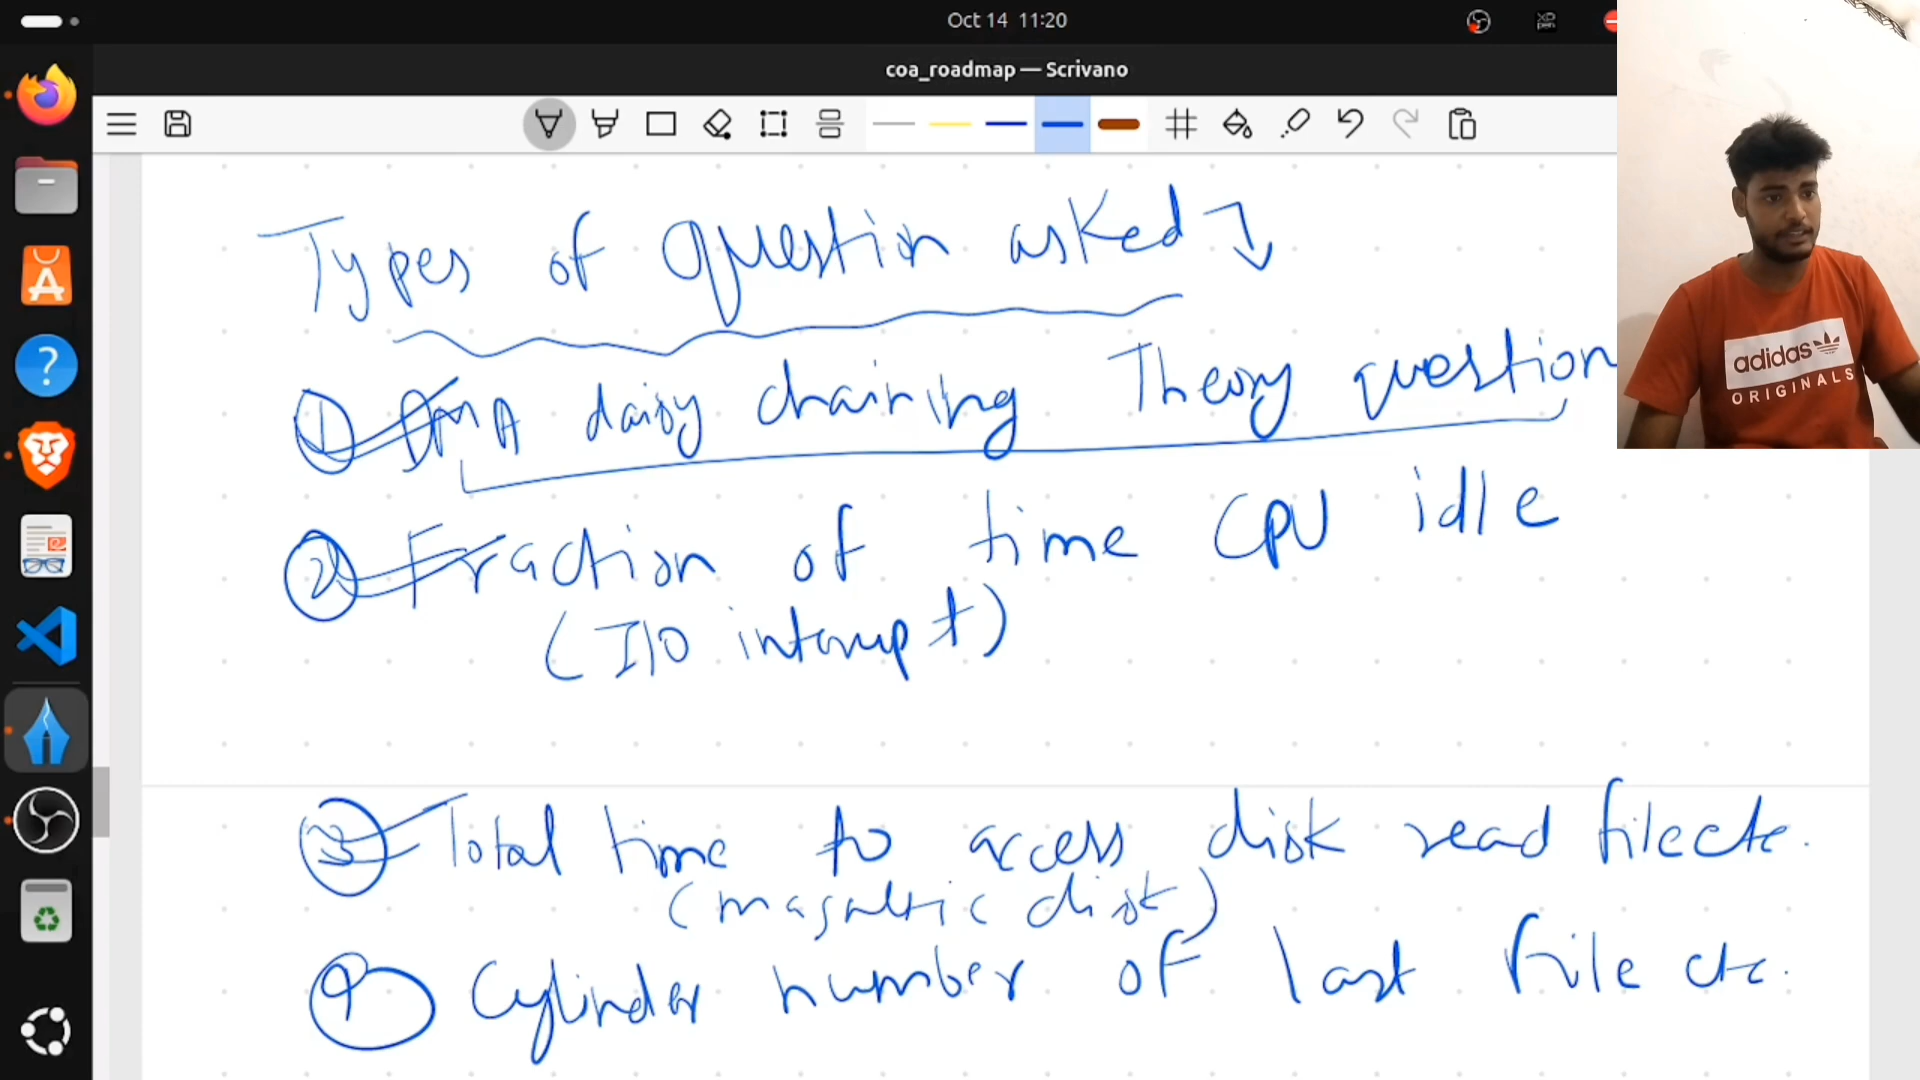 Oct 14 11:20
coa_roadmap — Scrivano
XP
pen
adidas
ORIGINALS
Types of question asked
① DMA daisy chaining Theory question
② Fraction of time CPU idle
(I/O interrupt)
③ Total time to access disk read file etc.
(magnetic disk)
④ Cylinder number of last file etc.